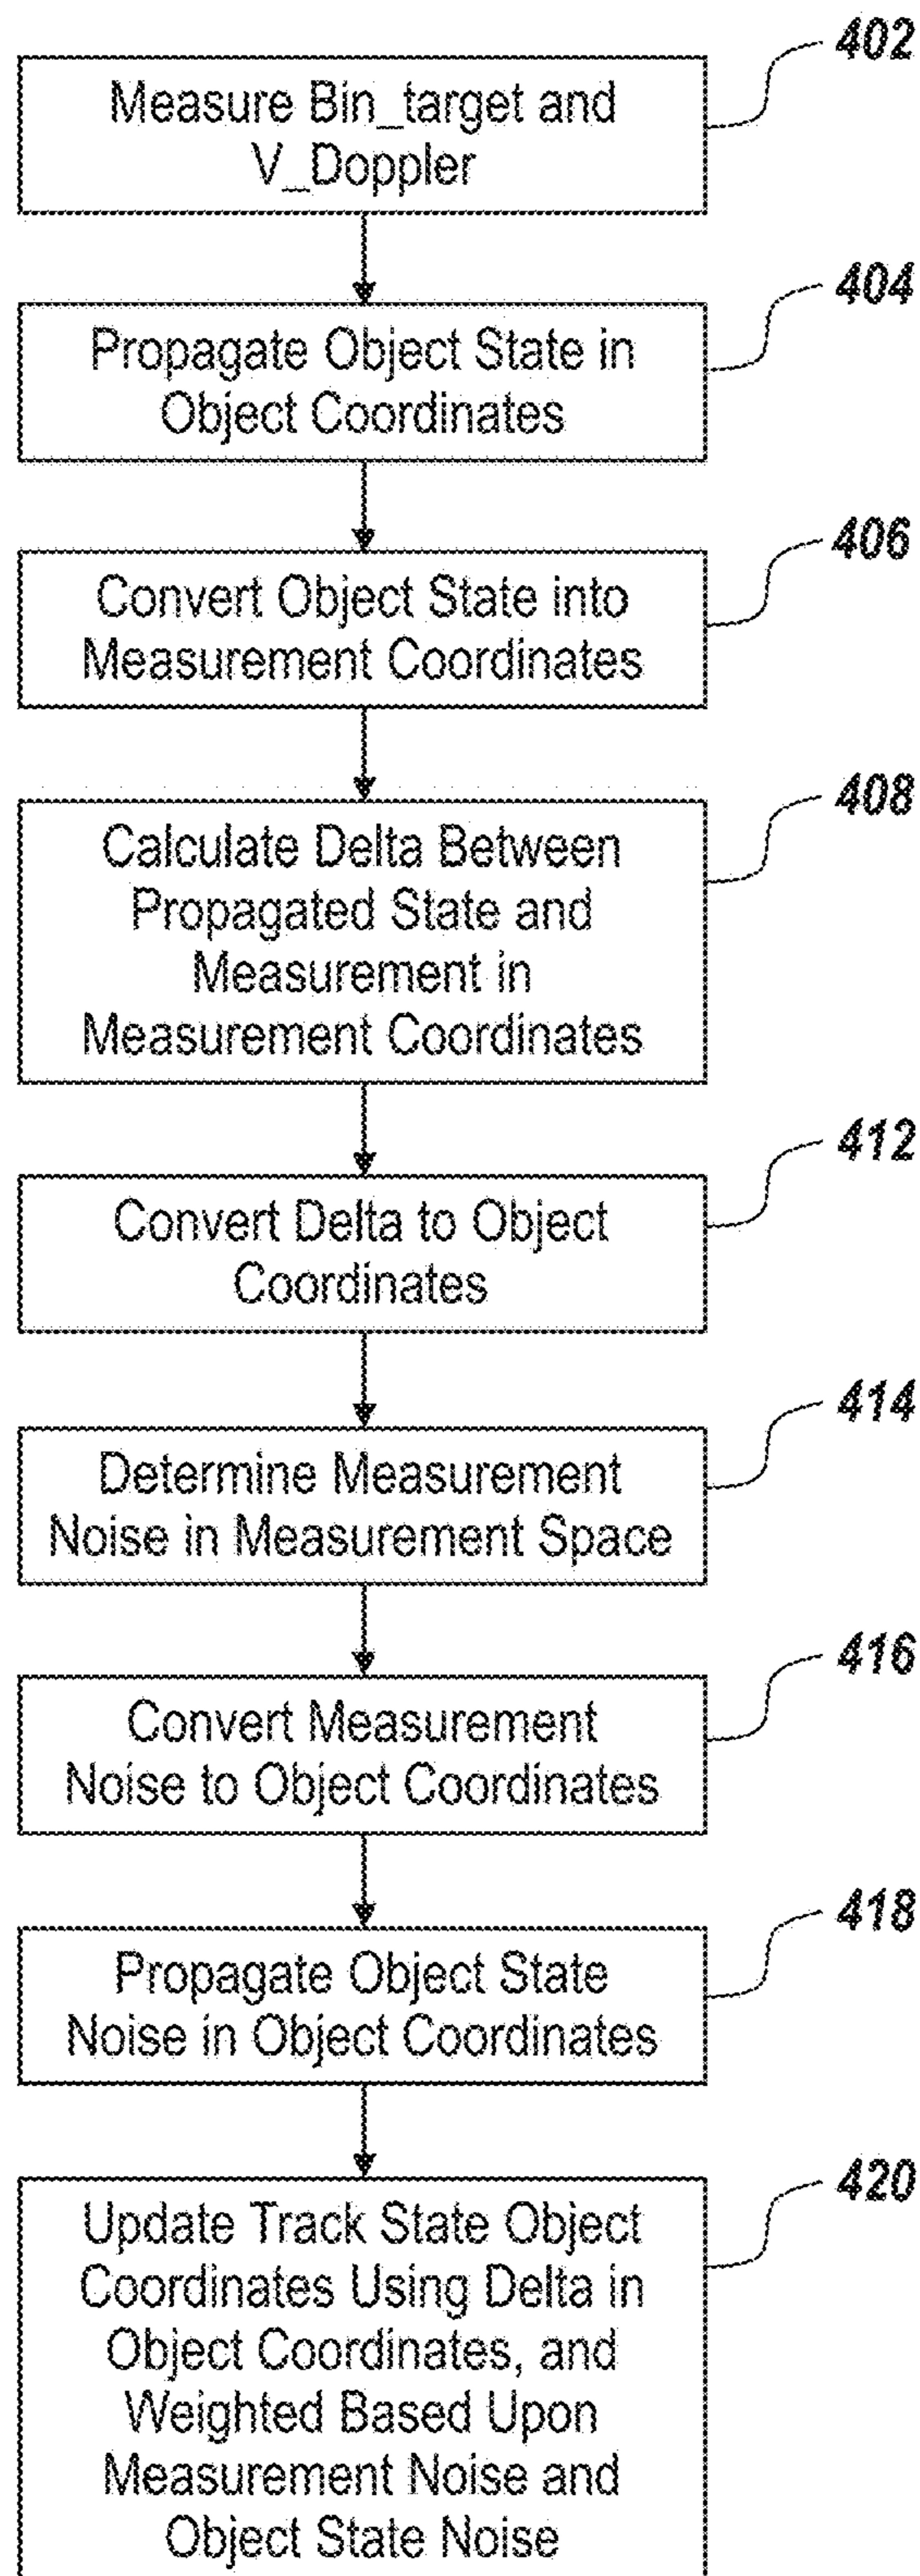 402
Measure Bin_target and
V_Doppler
404
Propagate Object State in
Object Coordinates
406
Convert Object State into
Measurement Coordinates
408
Calculate Delta Between
Propagated State and
Measurement in
Measurement Coordinates
412
Convert Delta to Object
Coordinates
414
Determine Measurement
Noise in Measurement Space
416
Convert Measurement
Noise to Object Coordinates
418
Propagate Object State
Noise in Object Coordinates
420
Update Track State Object
Coordinates Using Delta in
Object Coordinates, and
Weighted Based Upon
Measurement Noise and
Object State Noise